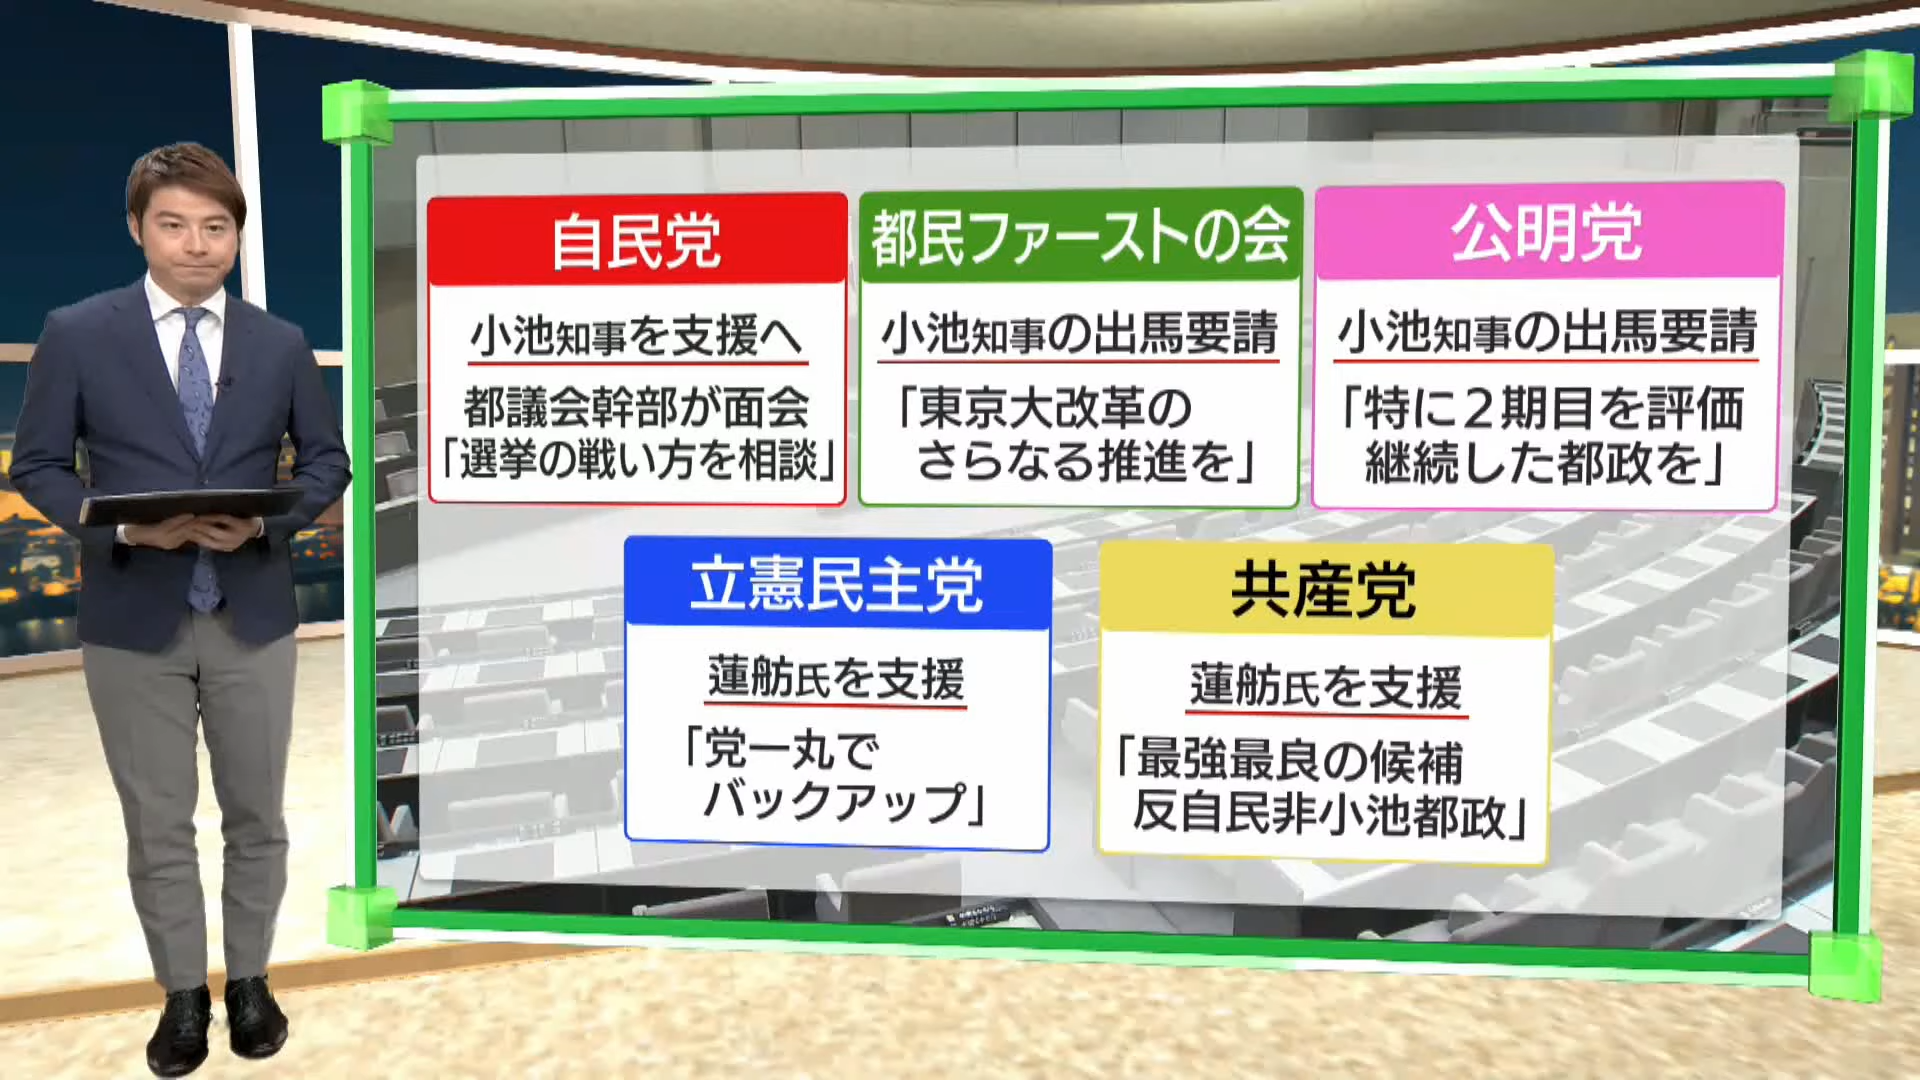 自民党
小池知事を支援へ
都議会幹部が面会
「選挙の戦い方を相談」
都民ファーストの会
小池知事の出馬要請
「東京大改革の
さらなる推進を」
公明党
小池知事の出馬要請
「特に2期目を評価
継続した都政を」
立憲民主党
蓮舫氏を支援
「党一丸で
バックアップ」
共産党
蓮舫氏を支援
「最強最良の候補
反自民非小池都政」